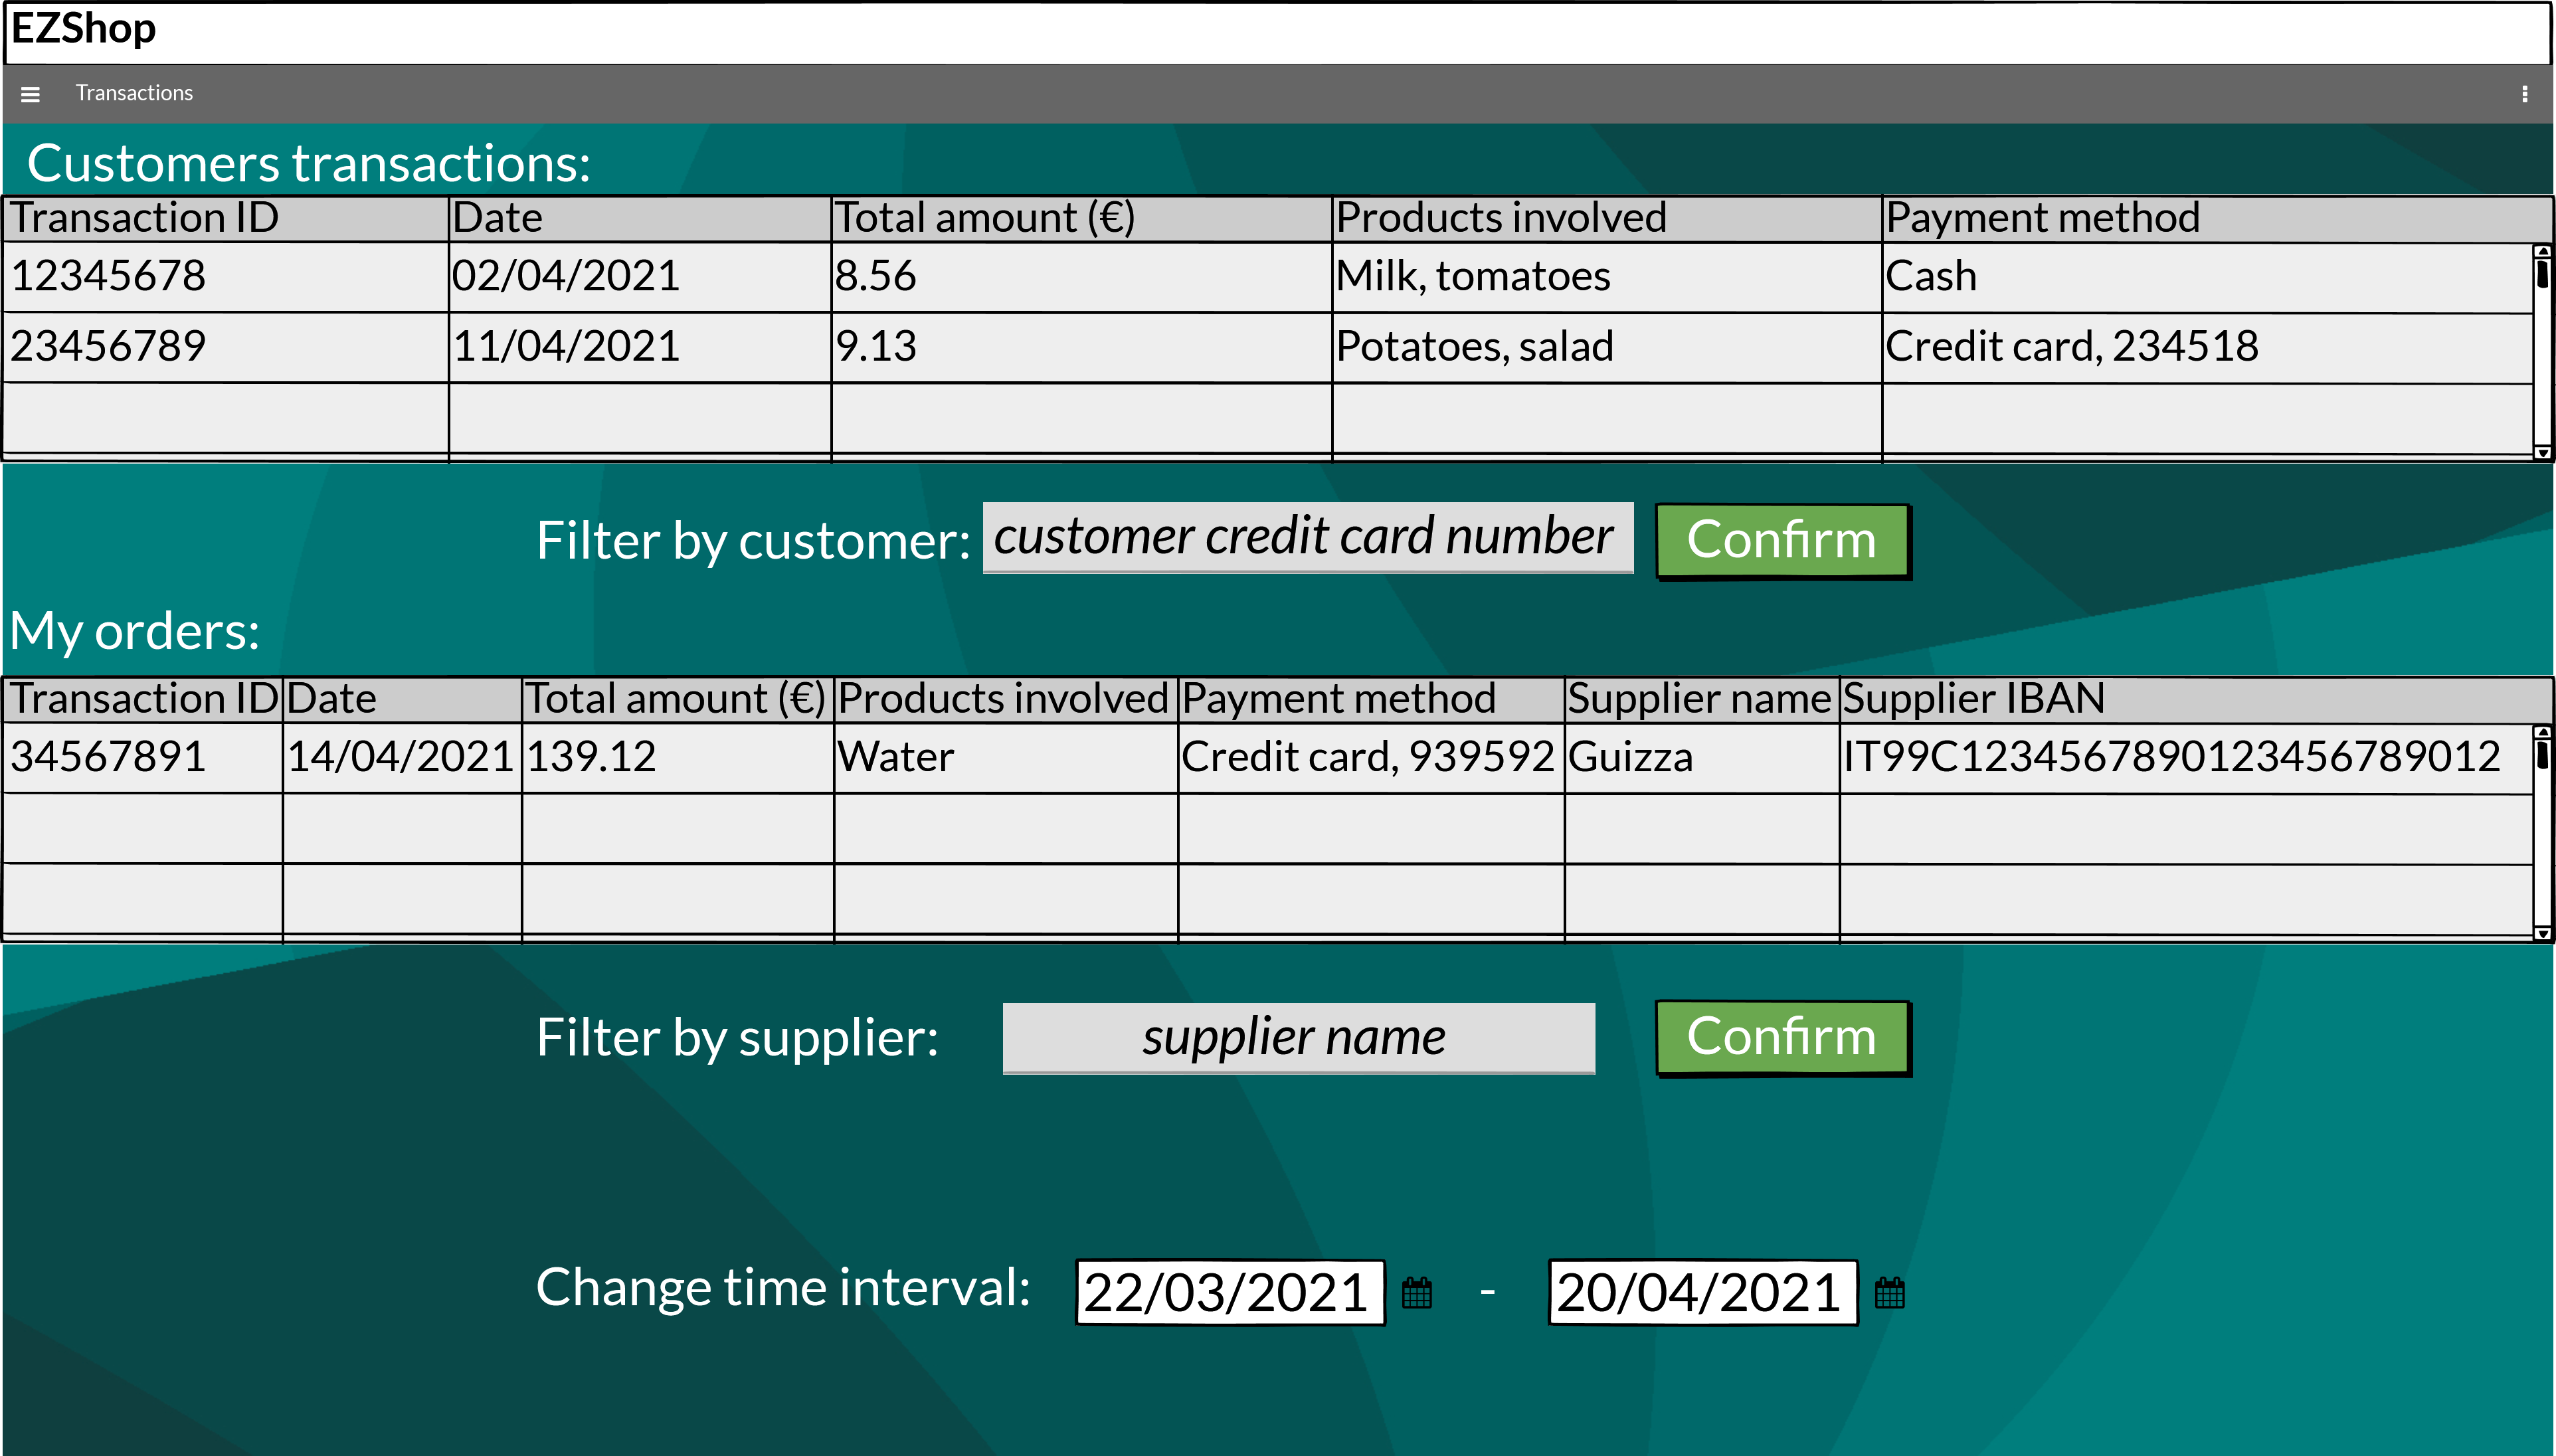 EZShop
Transactions
Customers transactions:
Transaction ID Date Total amount (€) Products involved Payment method
12345678 02/04/2021 8.56 Milk, tomatoes Cash
23456789 11/04/2021 9.13 Potatoes, salad Credit card, 234518
Filter by customer: customer credit card number Confirm
My orders:
Transaction ID Date Total amount (€) Products involved Payment method Supplier name Supplier IBAN
34567891 14/04/2021 139.12 Water Credit card, 939592 Guizza IT99C1234567890123456789012
Filter by supplier: supplier name Confirm
Change time interval: 22/03/2021 - 20/04/2021